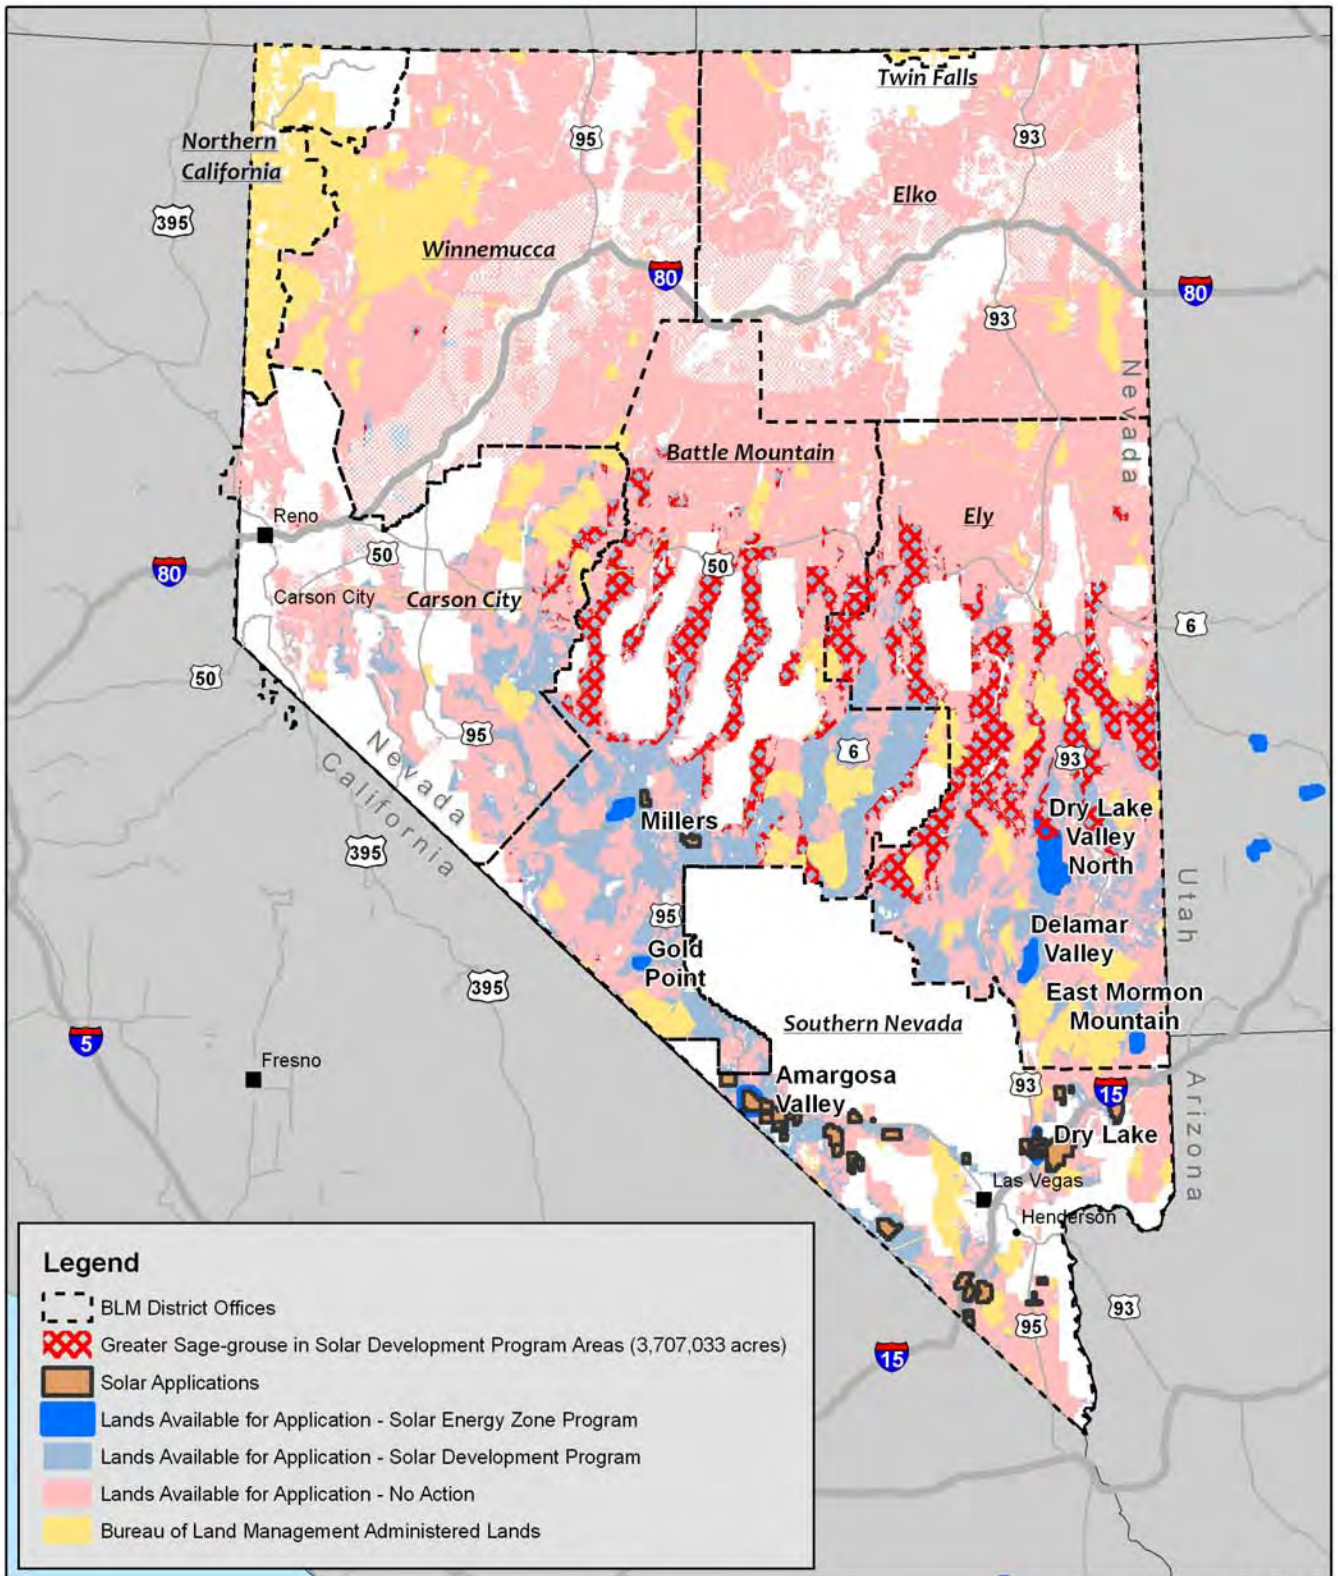 Twin Falls
Northern
California
95
93
395
Elko
Winnemucca
80
80
93
Nevada
Battle Mountain
Ely
Reno
50
50
80
Carson City
Carson City
6
50
95
6
93
Nevada
California
Millers
Dry Lake
Valley
North
395
Utah
95
Delamar
Valley
Gold
Point
395
East Mormon
Mountain
Southern Nevada
5
Fresno
Amargosa
Valley
93
15
Arizona
Dry Lake
Las Vegas
Henderson
93
95
15
Legend
BLM District Offices
Greater Sage-grouse in Solar Development Program Areas (3,707,033 acres)
Solar Applications
Lands Available for Application - Solar Energy Zone Program
Lands Available for Application - Solar Development Program
Lands Available for Application - No Action
Bureau of Land Management Administered Lands